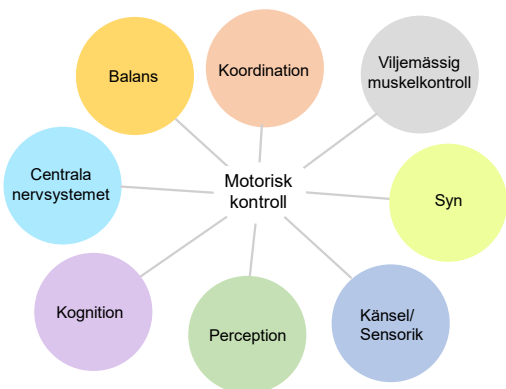 Balans
Koordination
Viljemässig
muskelkontroll
Centrala
nervsystemet
Motorisk
kontroll
Syn
Kognition
Perception
Känsel/
Sensorik